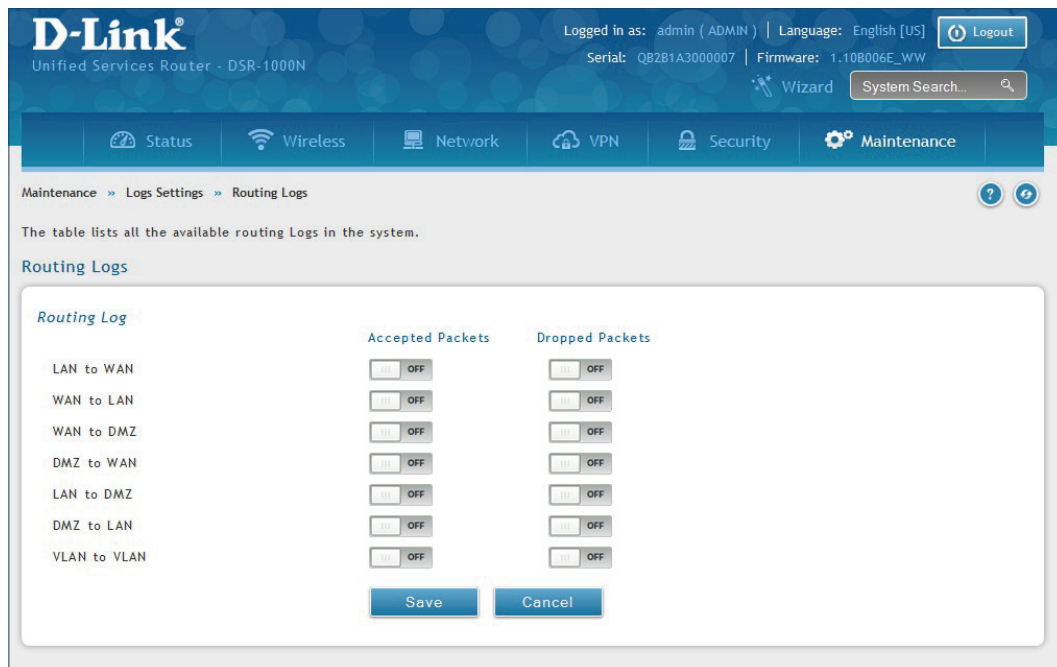 D-Link®
Unified Services Router - DSR-1000N
Logged in as: admin ( ADMIN ) | Language: English [US]
Logout
Serial: QB2B1A3000007 | Firmware: 1.10B006E_WW
Wizard
System Search...
Status Wireless Network VPN Security Maintenance
Maintenance » Logs Settings » Routing Logs
The table lists all the available routing Logs in the system.
Routing Logs
Routing Log
Accepted Packets Dropped Packets
LAN to WAN OFF OFF
WAN to LAN OFF OFF
WAN to DMZ OFF OFF
DMZ to WAN OFF OFF
LAN to DMZ OFF OFF
DMZ to LAN OFF OFF
VLAN to VLAN OFF OFF
Save Cancel